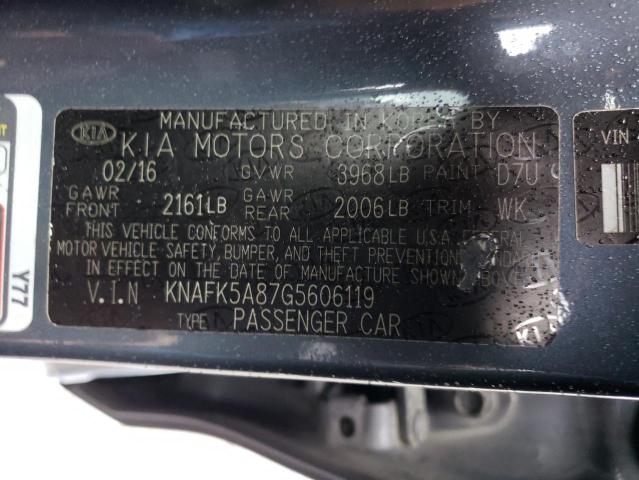 MANUFACTURED IN KOREA BY
KIA KIA MOTORS CORPORATION
02/16 GVWR 3968LB PAINT D7U
GAWR FRONT 2161LB GAWR REAR 2006LB TRIM WK
THIS VEHICLE CONFORMS TO ALL APPLICABLE U.S.A. FEDERAL
MOTOR VEHICLE SAFETY, BUMPER, AND THEFT PREVENTION STANDARDS
IN EFFECT ON THE DATE OF MANUFACTURE SHOWN ABOVE
V.I.N KNAFK5A87G5606119
TYPE PASSENGER CAR
Y77
VIN